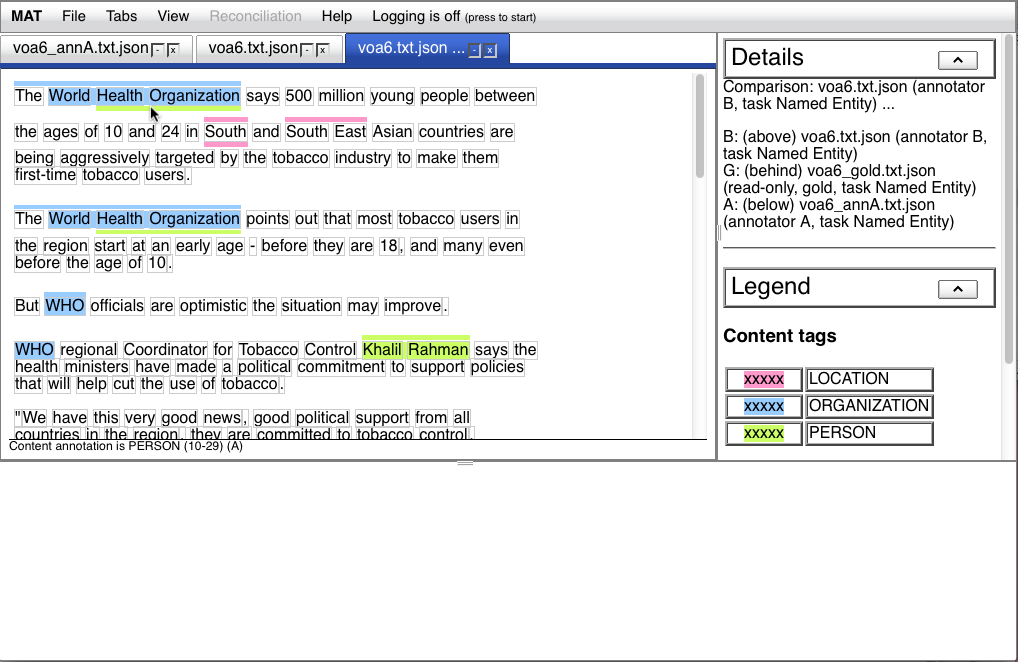 MAT File Tabs View Reconciliation Help Logging is off (press to start)
voa6_annA.txt.json - x voa6.txt.json - x voa6.txt.json ... - x
The World Health Organization says 500 million young people between
the ages of 10 and 24 in South and South East Asian countries are
being aggressively targeted by the tobacco industry to make them
first-time tobacco users.
The World Health Organization points out that most tobacco users in
the region start at an early age - before they are 18, and many even
before the age of 10.
But WHO officials are optimistic the situation may improve.
WHO regional Coordinator for Tobacco Control Khalil Rahman says the
health ministers have made a political commitment to support policies
that will help cut the use of tobacco.
"We have this very good news, good political support from all
countries in the region, they are committed to tobacco control.
Content annotation is PERSON (10-29) (A)
Details
Comparison: voa6.txt.json (annotator
B, task Named Entity) ...
B: (above) voa6.txt.json (annotator B,
task Named Entity)
G: (behind) voa6_gold.txt.json
(read-only, gold, task Named Entity)
A: (below) voa6_annA.txt.json
(annotator A, task Named Entity)
Legend
Content tags
xxxxx LOCATION
xxxxx ORGANIZATION
xxxxx PERSON